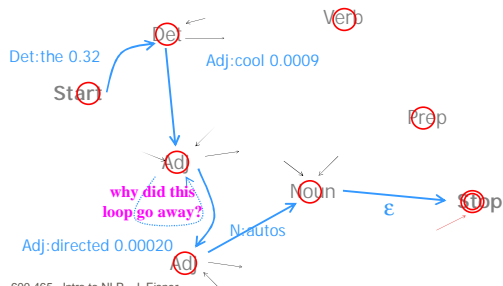 Verb
Det
Det:the 0.32
Adj:cool 0.0009
Start
Prep
Adj
why did this
loop go away?
Noun
Stop
ε
N:autos
Adj:directed 0.00020
Adj